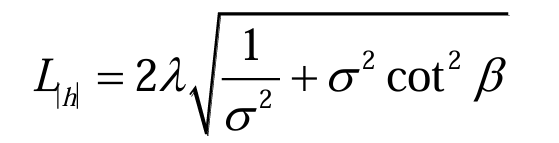 L_{|h|} = 2λ√(1/σ² + σ² cot² β)